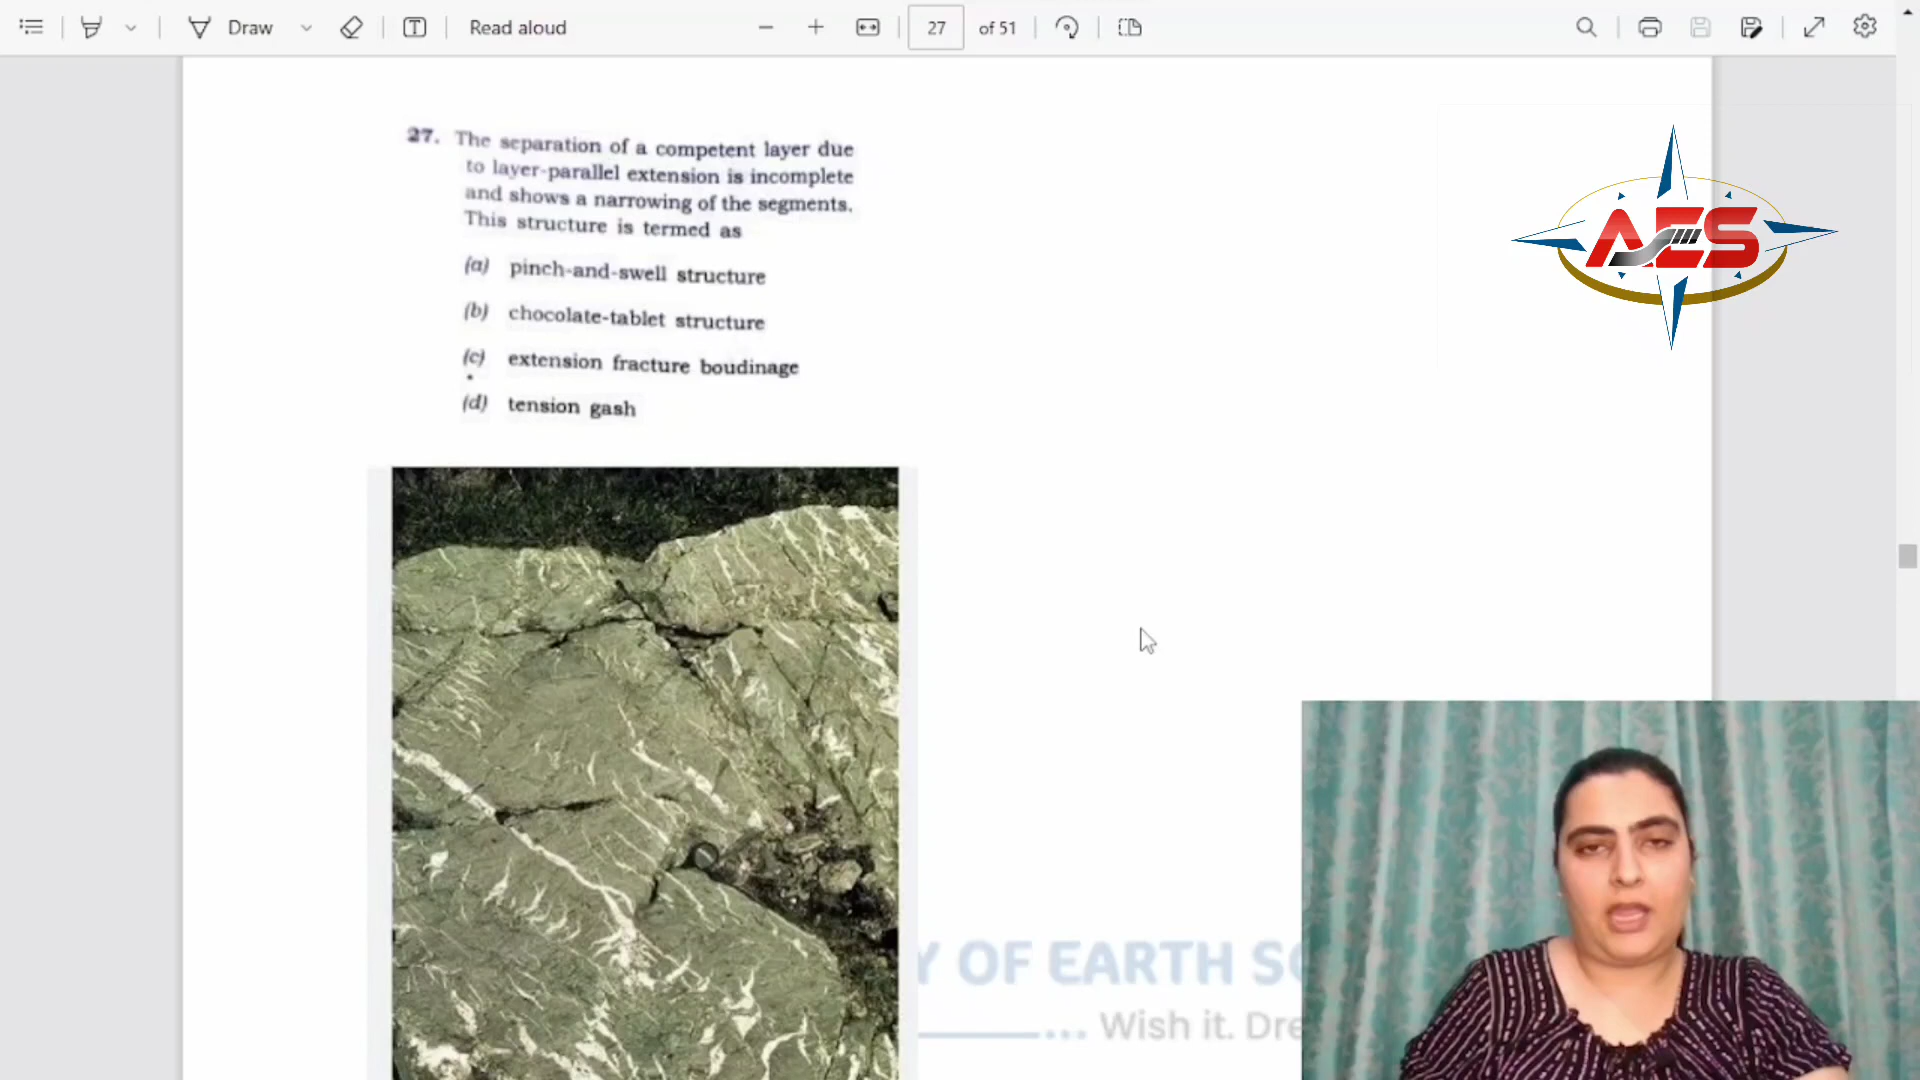 Draw
Read aloud
27
of 51
AES
27. The separation of a competent layer due
to layer-parallel extension is incomplete
and shows a narrowing of the segments.
This structure is termed as
(a) pinch-and-swell structure
(b) chocolate-tablet structure
(c) extension fracture boudinage
(d) tension gash
Y OF EARTH SC
... Wish it. Dre